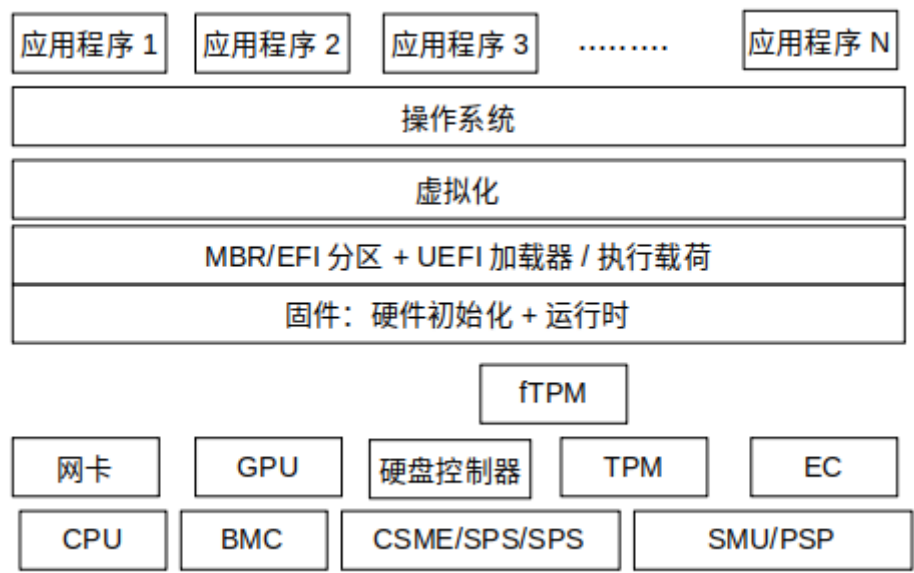 应用程序 1 应用程序 2 应用程序 3 ········· 应用程序 N
操作系统
虚拟化
MBR/EFI 分区 + UEFI 加载器 / 执行载荷
固件：硬件初始化 + 运行时
fTPM
网卡 GPU 硬盘控制器 TPM EC
CPU BMC CSME/SPS/SPS SMU/PSP